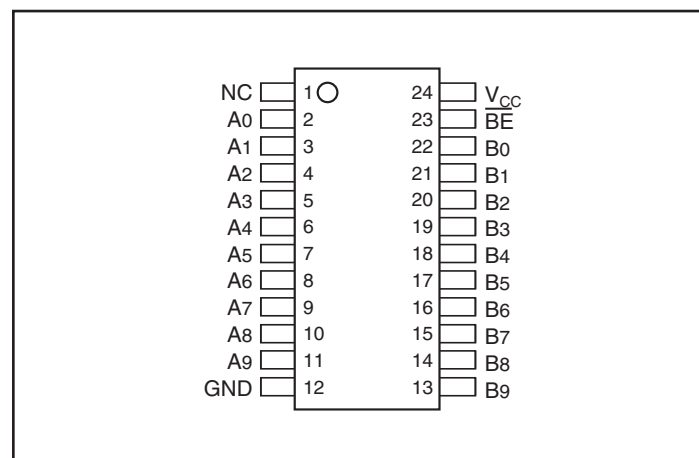 NC 1 24 VCC
A0 2 23 B̅E̅
A1 3 22 B0
A2 4 21 B1
A3 5 20 B2
A4 6 19 B3
A5 7 18 B4
A6 8 17 B5
A7 9 16 B6
A8 10 15 B7
A9 11 14 B8
GND 12 13 B9